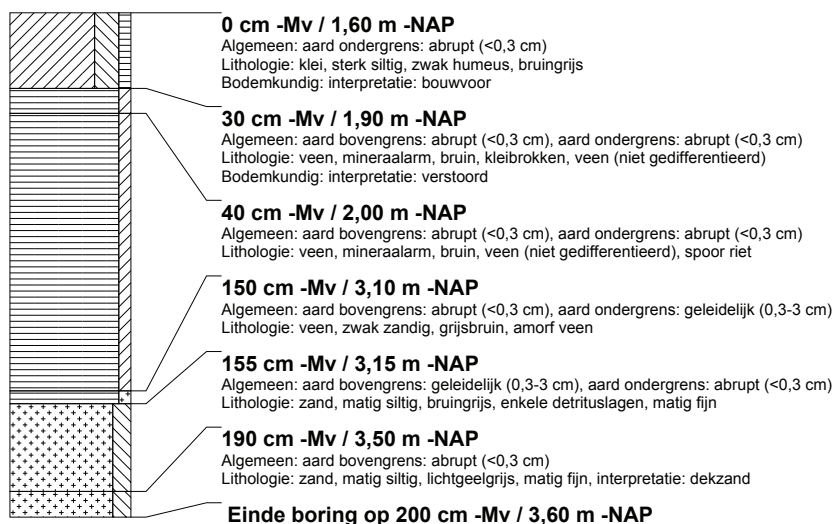 0 cm -Mv / 1,60 m -NAP
Algemeen: aard ondergrens: abrupt (<0,3 cm)
Lithologie: klei, sterk siltig, zwak humeus, bruingrijs
Bodemkundig: interpretatie: bouwvoor
30 cm -Mv / 1,90 m -NAP
Algemeen: aard bovengrens: abrupt (<0,3 cm), aard ondergrens: abrupt (<0,3 cm)
Lithologie: veen, mineraalarm, bruin, kleibrokken, veen (niet gedifferentieerd)
Bodemkundig: interpretatie: verstoord
40 cm -Mv / 2,00 m -NAP
Algemeen: aard bovengrens: abrupt (<0,3 cm), aard ondergrens: abrupt (<0,3 cm)
Lithologie: veen, mineraalarm, bruin, veen (niet gedifferentieerd), spoor riet
150 cm -Mv / 3,10 m -NAP
Algemeen: aard bovengrens: abrupt (<0,3 cm), aard ondergrens: geleidelijk (0,3-3 cm)
Lithologie: veen, zwak zandig, grijsbruin, amorf veen
155 cm -Mv / 3,15 m -NAP
Algemeen: aard bovengrens: geleidelijk (0,3-3 cm), aard ondergrens: abrupt (<0,3 cm)
Lithologie: zand, matig siltig, bruingrijs, enkele detrituslagen, matig fijn
190 cm -Mv / 3,50 m -NAP
Algemeen: aard bovengrens: abrupt (<0,3 cm)
Lithologie: zand, matig siltig, lichtgeelgrijs, matig fijn, interpretatie: dekzand
Einde boring op 200 cm -Mv / 3,60 m -NAP